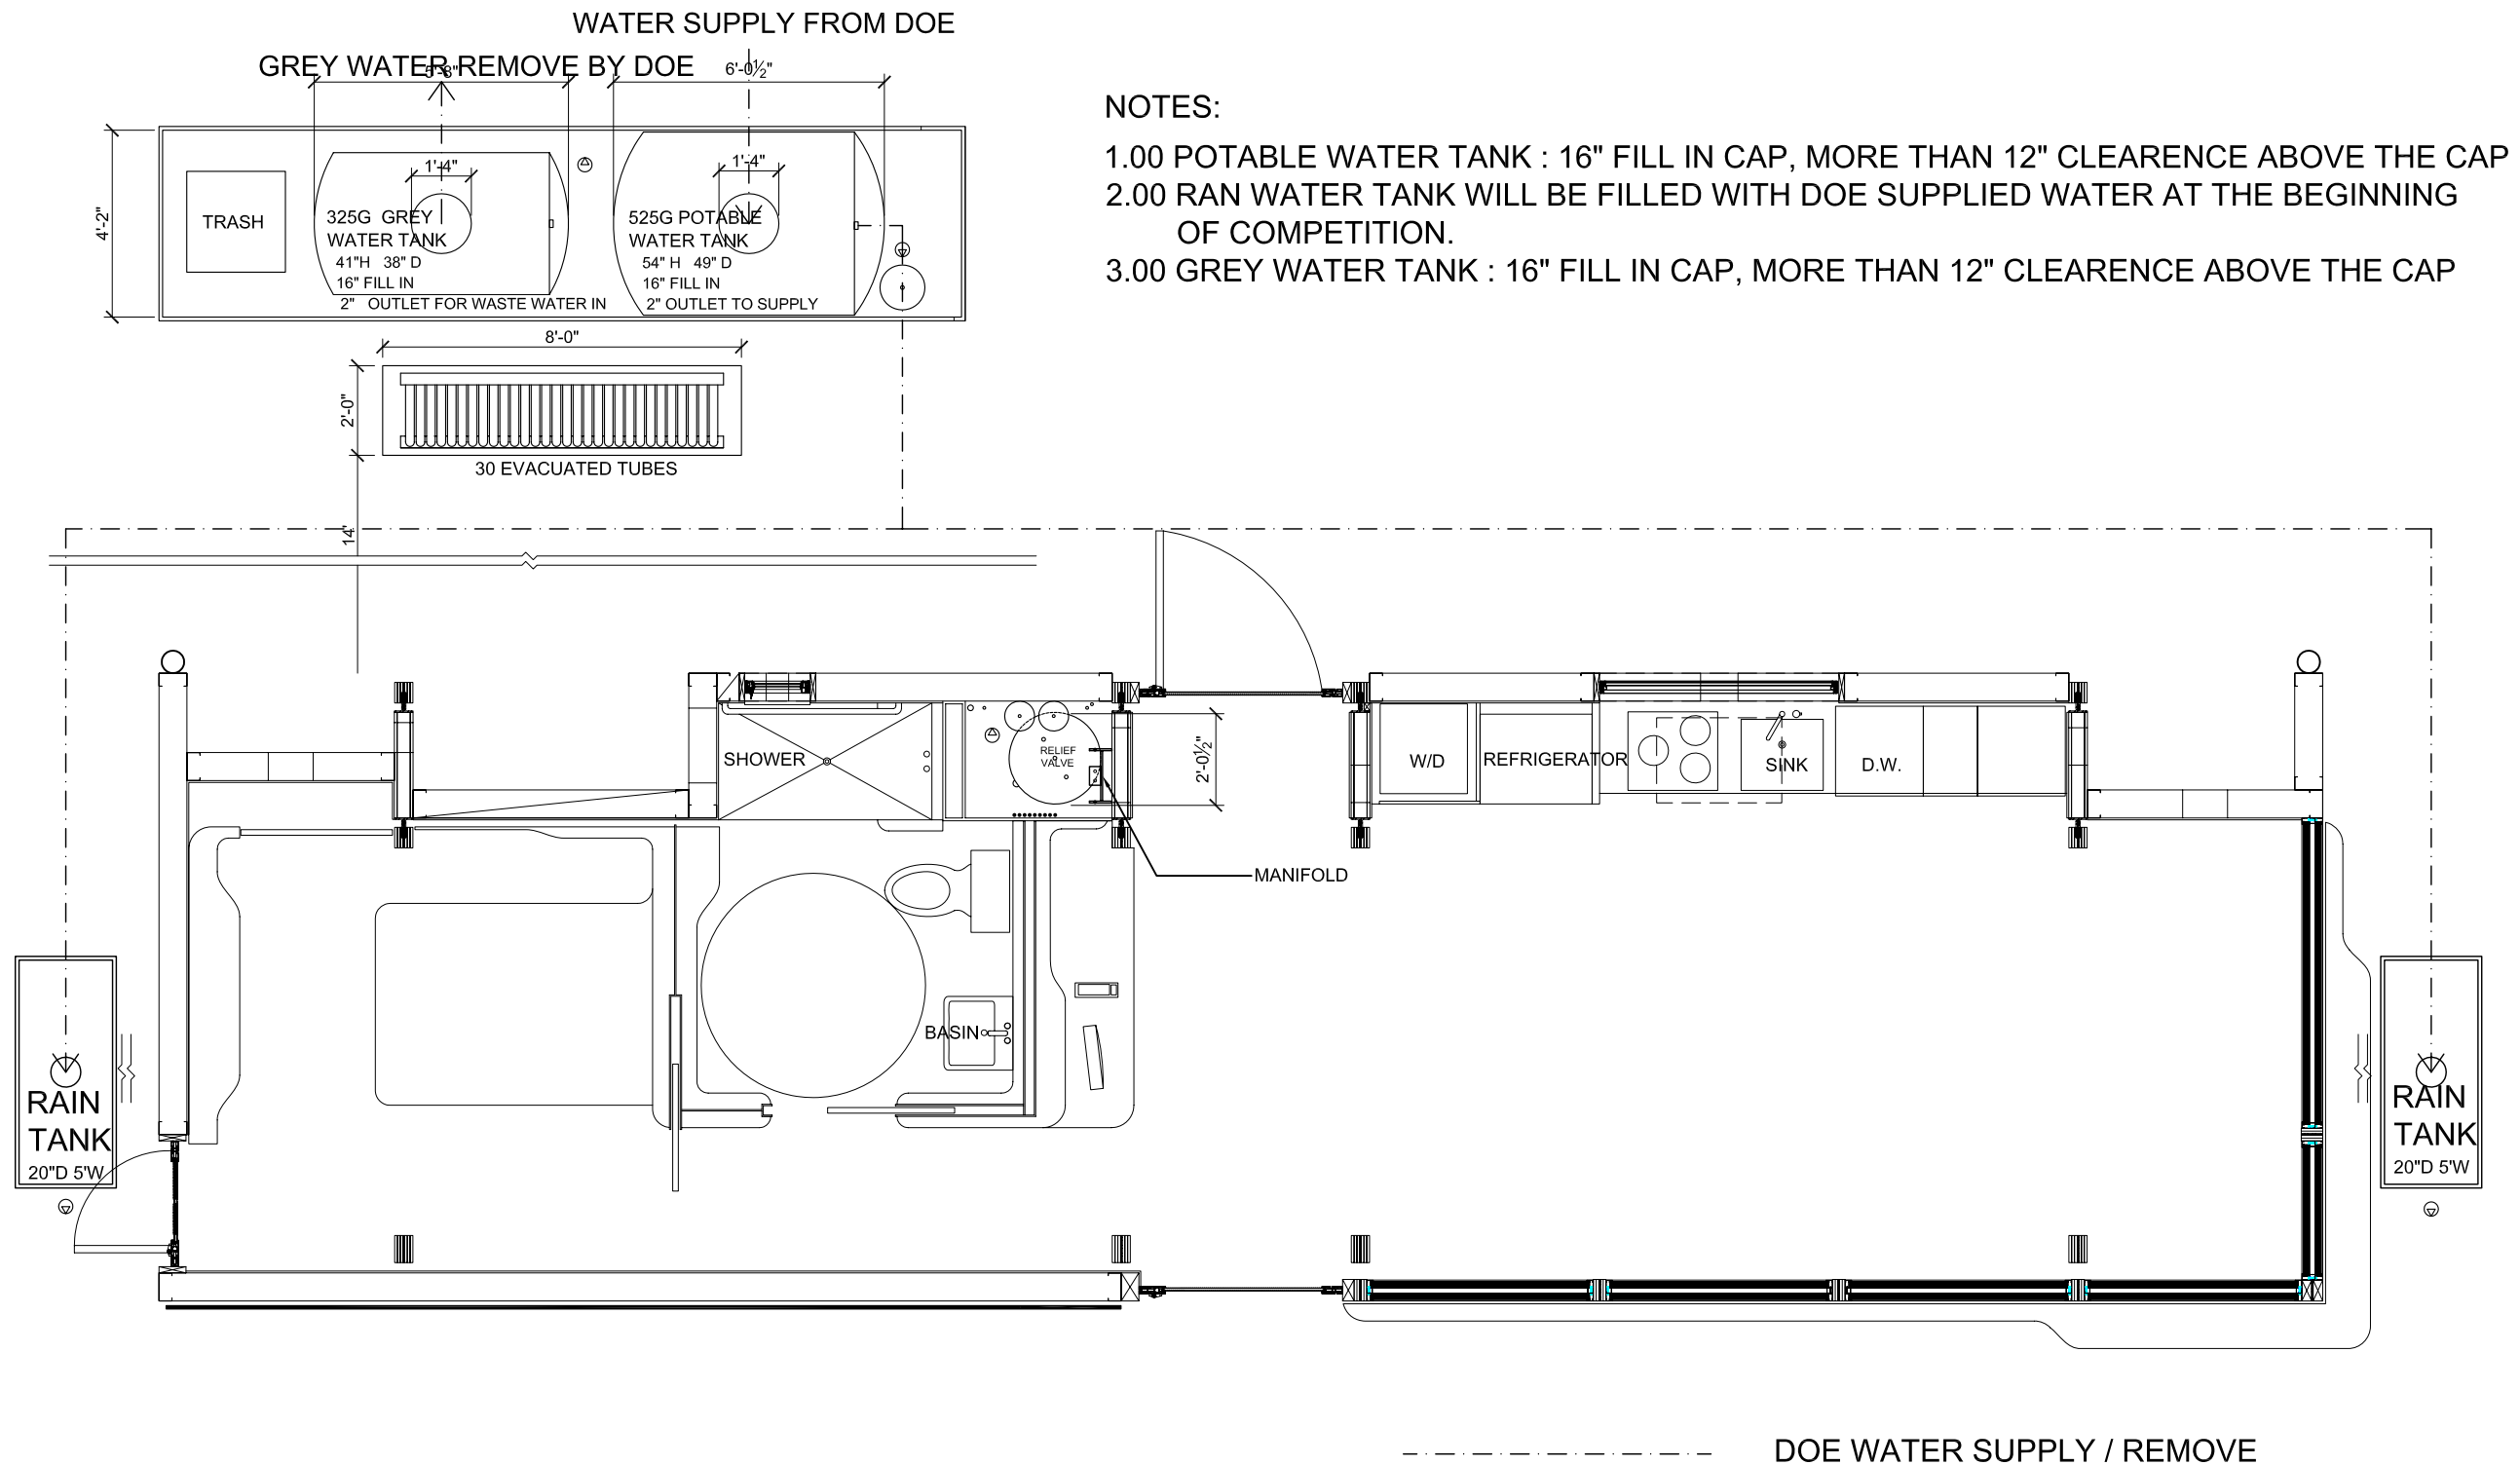 WATER SUPPLY FROM DOE
GREY WATER REMOVE BY DOE
5'-8"
6'-0½"
NOTES:
1.00 POTABLE WATER TANK : 16" FILL IN CAP, MORE THAN 12" CLEARENCE ABOVE THE CAP
2.00 RAN WATER TANK WILL BE FILLED WITH DOE SUPPLIED WATER AT THE BEGINNING
OF COMPETITION.
3.00 GREY WATER TANK : 16" FILL IN CAP, MORE THAN 12" CLEARENCE ABOVE THE CAP
4'-2"
TRASH
1'-4"
325G GREY
WATER TANK
41"H 38" D
16" FILL IN
2" OUTLET FOR WASTE WATER IN
1'-4"
525G POTABLE
WATER TANK
54" H 49" D
16" FILL IN
2" OUTLET TO SUPPLY
8'-0"
2'-0"
30 EVACUATED TUBES
14'
SHOWER
RELIEF
VALVE
2'-0½"
W/D
REFRIGERATOR
SINK
D.W.
MANIFOLD
BASIN
RAIN
TANK
20"D 5'W
RAIN
TANK
20"D 5'W
DOE WATER SUPPLY / REMOVE